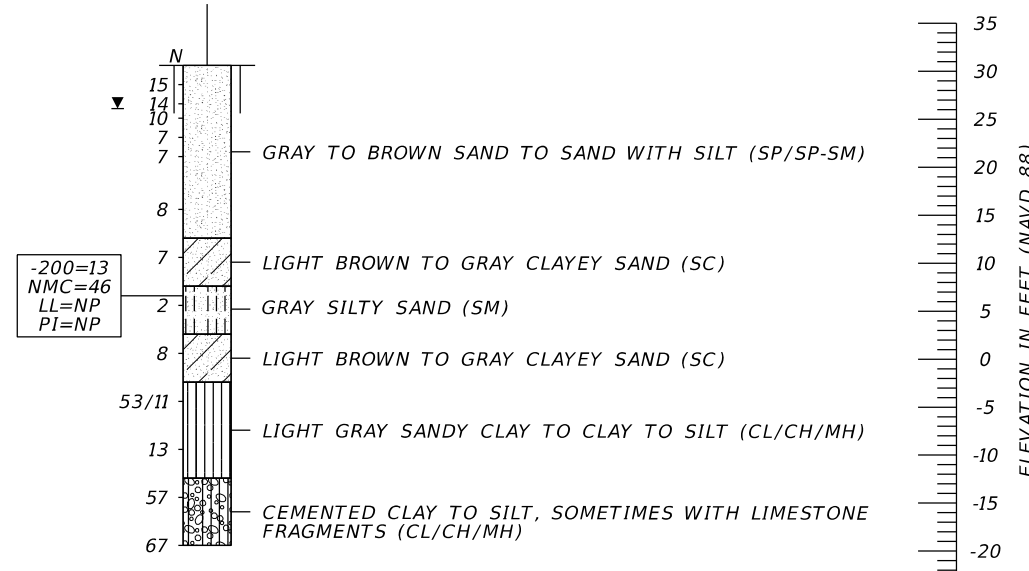 N
15
14
10
7
7
8
7
2
8
53/11
13
57
67
-200=13
NMC=46
LL=NP
PI=NP
GRAY TO BROWN SAND TO SAND WITH SILT (SP/SP-SM)
LIGHT BROWN TO GRAY CLAYEY SAND (SC)
GRAY SILTY SAND (SM)
LIGHT BROWN TO GRAY CLAYEY SAND (SC)
LIGHT GRAY SANDY CLAY TO CLAY TO SILT (CL/CH/MH)
CEMENTED CLAY TO SILT, SOMETIMES WITH LIMESTONE
FRAGMENTS (CL/CH/MH)
35
30
25
20
15
10
5
0
-5
-10
-15
-20
ELEVATION IN FEET (NAVD 88)